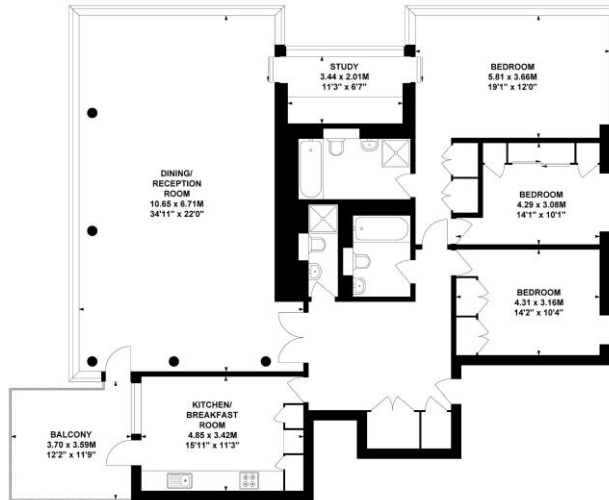 STUDY
3.44 x 2.01M
11'3" x 6'7"
BEDROOM
5.81 x 3.66M
19'1" x 12'0"
DINING/
RECEPTION
ROOM
10.65 x 6.71M
34'11" x 22'0"
BEDROOM
4.29 x 3.08M
14'1" x 10'1"
BEDROOM
4.31 x 3.16M
14'2" x 10'4"
KITCHEN/
BREAKFAST
ROOM
4.85 x 3.42M
15'11" x 11'3"
BALCONY
3.70 x 3.59M
12'2" x 11'9"